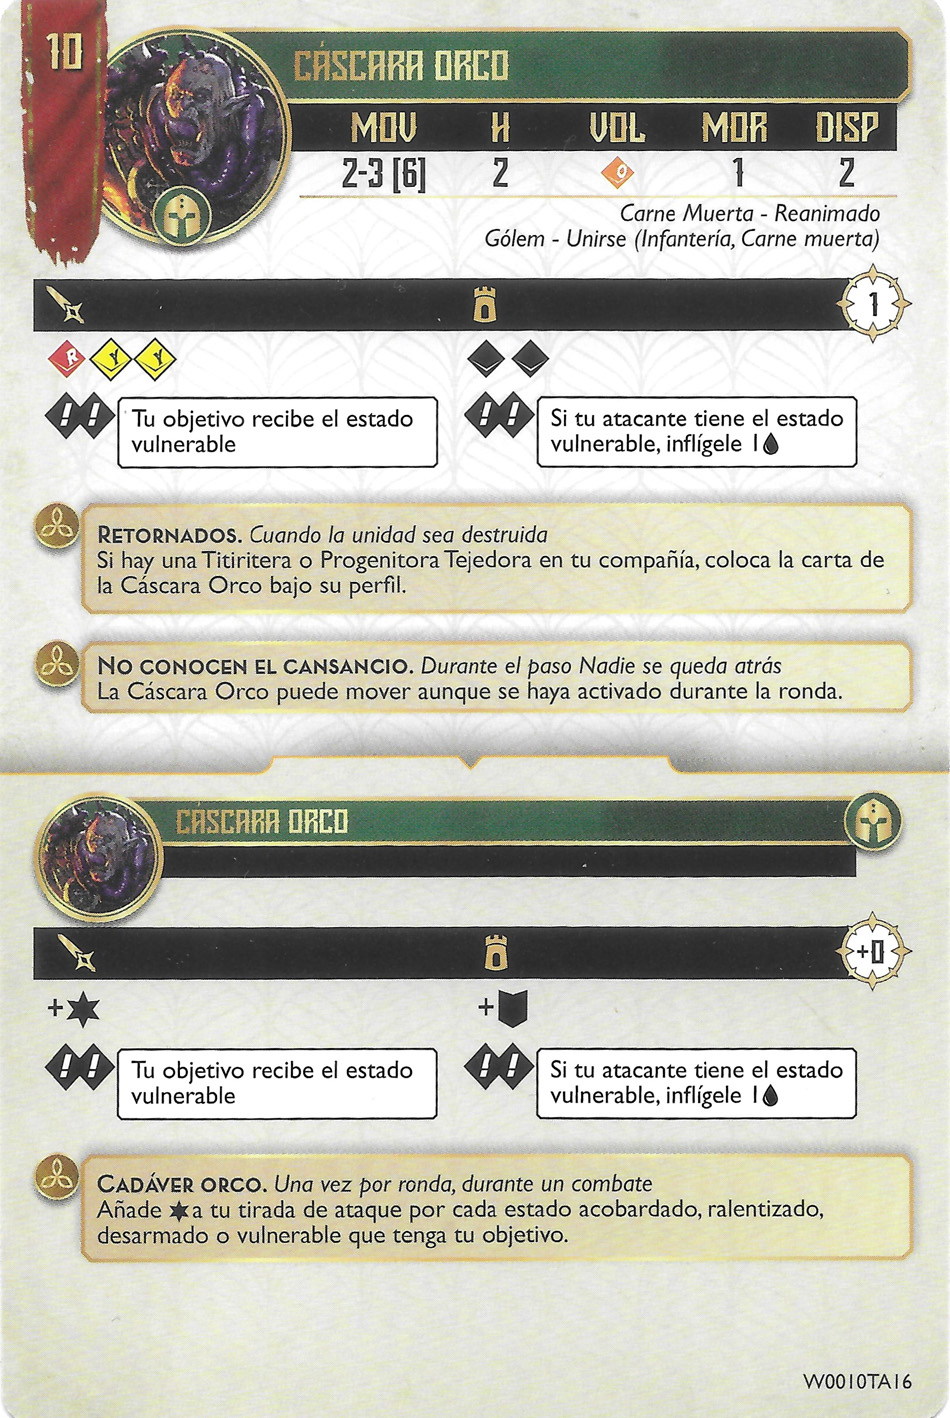 10
CÁSCARA ORCO
MOV H VOL MOR DISP
2-3 [6] 2 O 1 2
Carne Muerta - Reanimado
Gólem - Unirse (Infantería, Carne muerta)
1
R Y Y
! ! Tu objetivo recibe el estado
vulnerable
! ! Si tu atacante tiene el estado
vulnerable, inflígele 1
RETORNADOS. Cuando la unidad sea destruida
Si hay una Titiritera o Progenitora Tejedora en tu compañía, coloca la carta de
la Cáscara Orco bajo su perfil.
NO CONOCEN EL CANSANCIO. Durante el paso Nadie se queda atrás
La Cáscara Orco puede mover aunque se haya activado durante la ronda.
CÁSCARA ORCO
+0
+ +
! ! Tu objetivo recibe el estado
vulnerable
! ! Si tu atacante tiene el estado
vulnerable, inflígele 1
CADÁVER ORCO. Una vez por ronda, durante un combate
Añade a tu tirada de ataque por cada estado acobardado, ralentizado,
desarmado o vulnerable que tenga tu objetivo.
W0010TA16